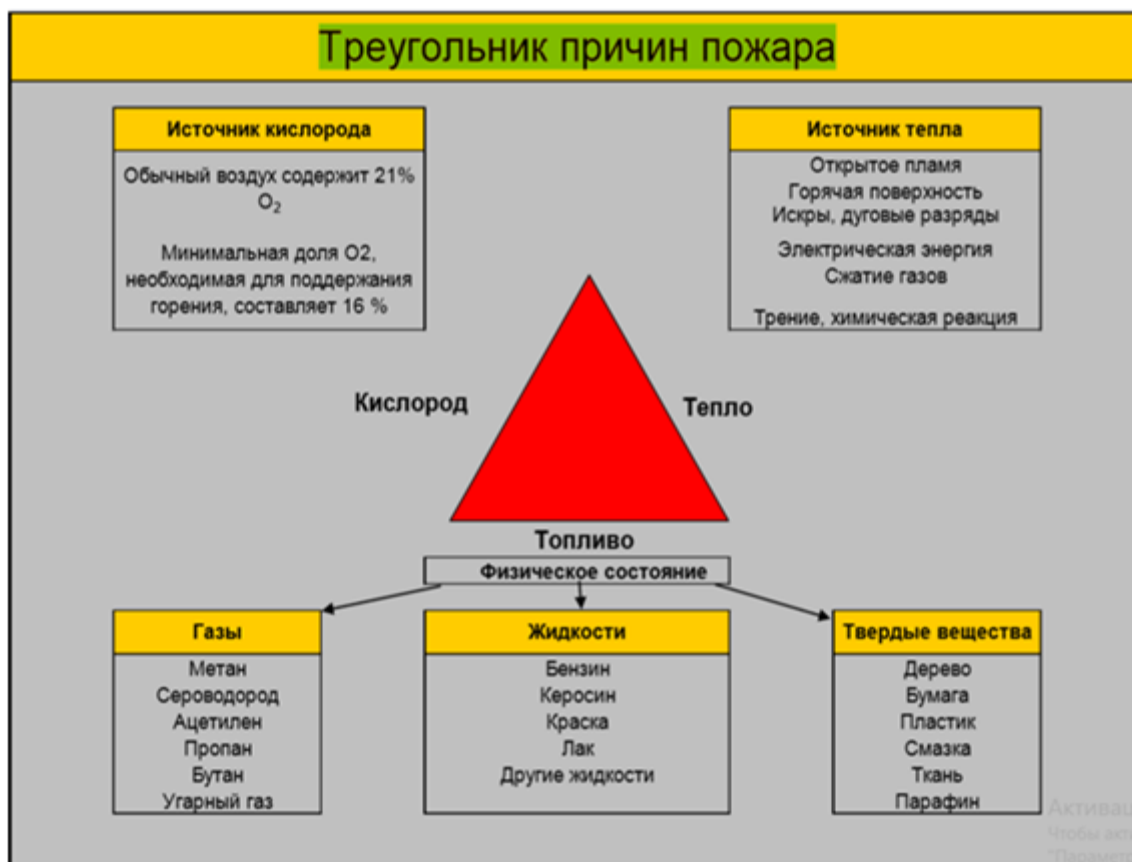 Треугольник причин пожара
Источник кислорода
Обычный воздух содержит 21%
O₂
Минимальная доля O2,
необходимая для поддержания
горения, составляет 16 %
Источник тепла
Открытое пламя
Горячая поверхность
Искры, дуговые разряды
Электрическая энергия
Сжатие газов
Трение, химическая реакция
Кислород
Тепло
Топливо
Физическое состояние
Газы
Метан
Сероводород
Ацетилен
Пропан
Бутан
Угарный газ
Жидкости
Бензин
Керосин
Краска
Лак
Другие жидкости
Твердые вещества
Дерево
Бумага
Пластик
Смазка
Ткань
Парафин
Чтобы